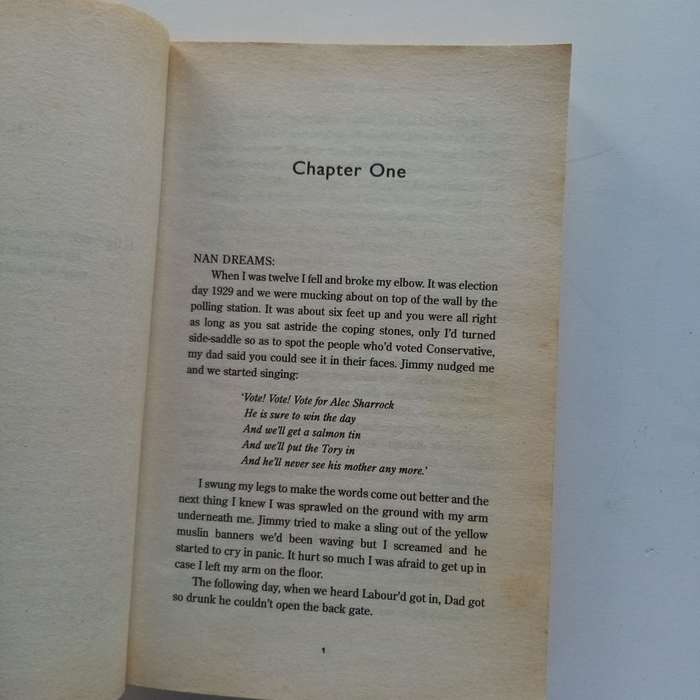 Chapter One
NAN DREAMS:
When I was twelve I fell and broke my elbow. It was election
day 1929 and we were mucking about on top of the wall by the
polling station. It was about six feet up and you were all right
as long as you sat astride the coping stones, only I'd turned
side-saddle so as to spot the people who'd voted Conservative,
my dad said you could see it in their faces. Jimmy nudged me
and we started singing:
'Vote! Vote! Vote for Alec Sharrock
He is sure to win the day
And we'll get a salmon tin
And we'll put the Tory in
And he'll never see his mother any more.'
I swung my legs to make the words come out better and the
next thing I knew I was sprawled on the ground with my arm
underneath me. Jimmy tried to make a sling out of the yellow
muslin banners we'd been waving but I screamed and he
started to cry in panic. It hurt so much I was afraid to get up in
case I left my arm on the floor.
The following day, when we heard Labour'd got in, Dad got
so drunk he couldn't open the back gate.
1